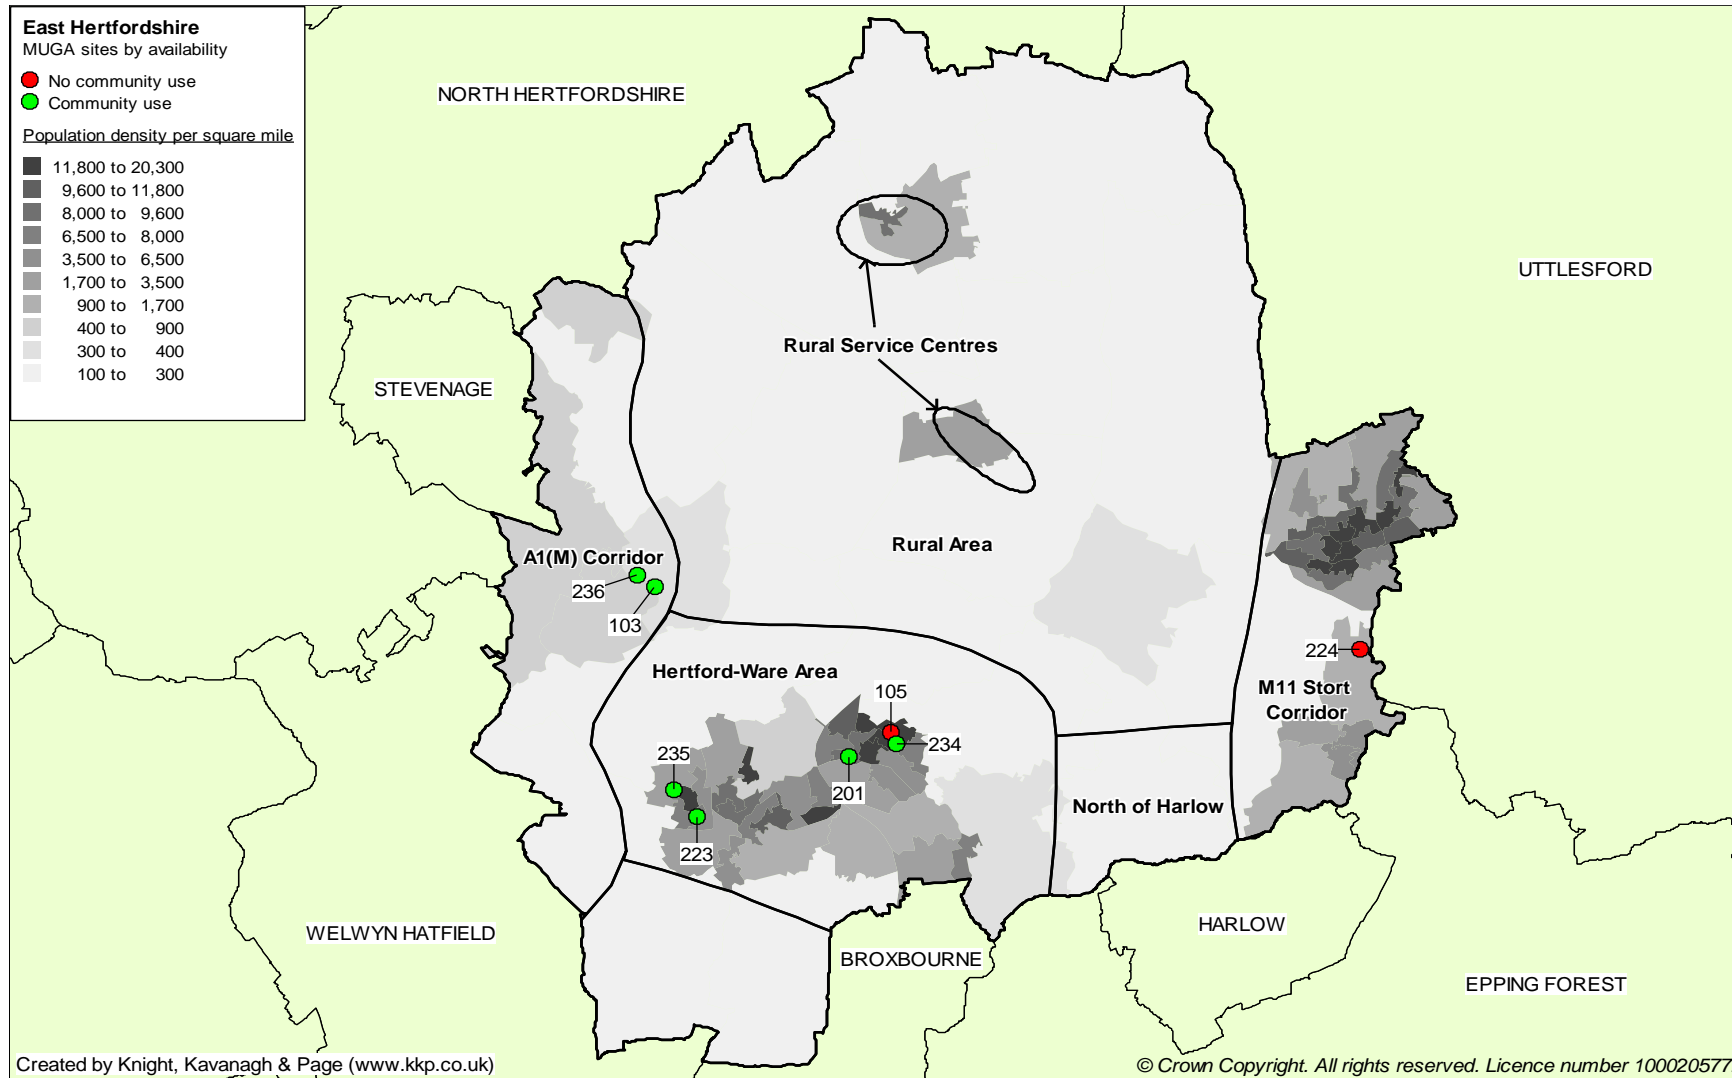 East Hertfordshire
MUGA sites by availability
No community use
Community use
Population density per square mile
11,800 to 20,300
9,600 to 11,800
8,000 to 9,600
6,500 to 8,000
3,500 to 6,500
1,700 to 3,500
900 to 1,700
400 to 900
300 to 400
100 to 300
NORTH HERTFORDSHIRE
UTTLESFORD
Rural Service Centres
STEVENAGE
Rural Area
A1(M) Corridor
236
103
224
Hertford-Ware Area
M11 Stort
Corridor
105
234
235
201
North of Harlow
223
WELWYN HATFIELD
HARLOW
BROXBOURNE
EPPING FOREST
Created by Knight, Kavanagh & Page (www.kkp.co.uk)
© Crown Copyright. All rights reserved. Licence number 100020577